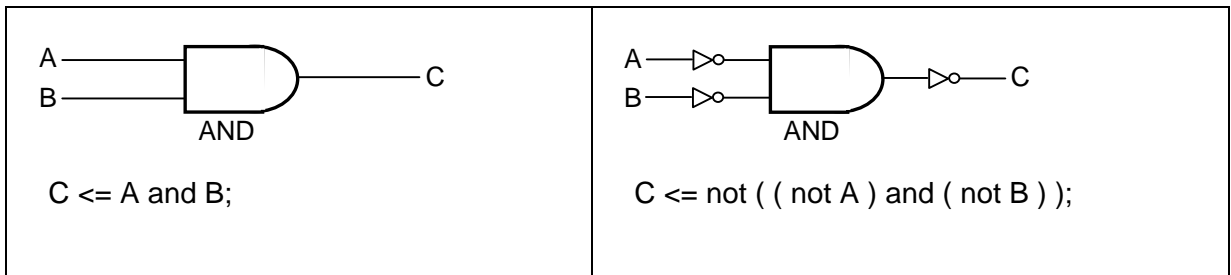 A
B
C
AND
C <= A and B;
A
B
C
AND
C <= not ( ( not A ) and ( not B ) );